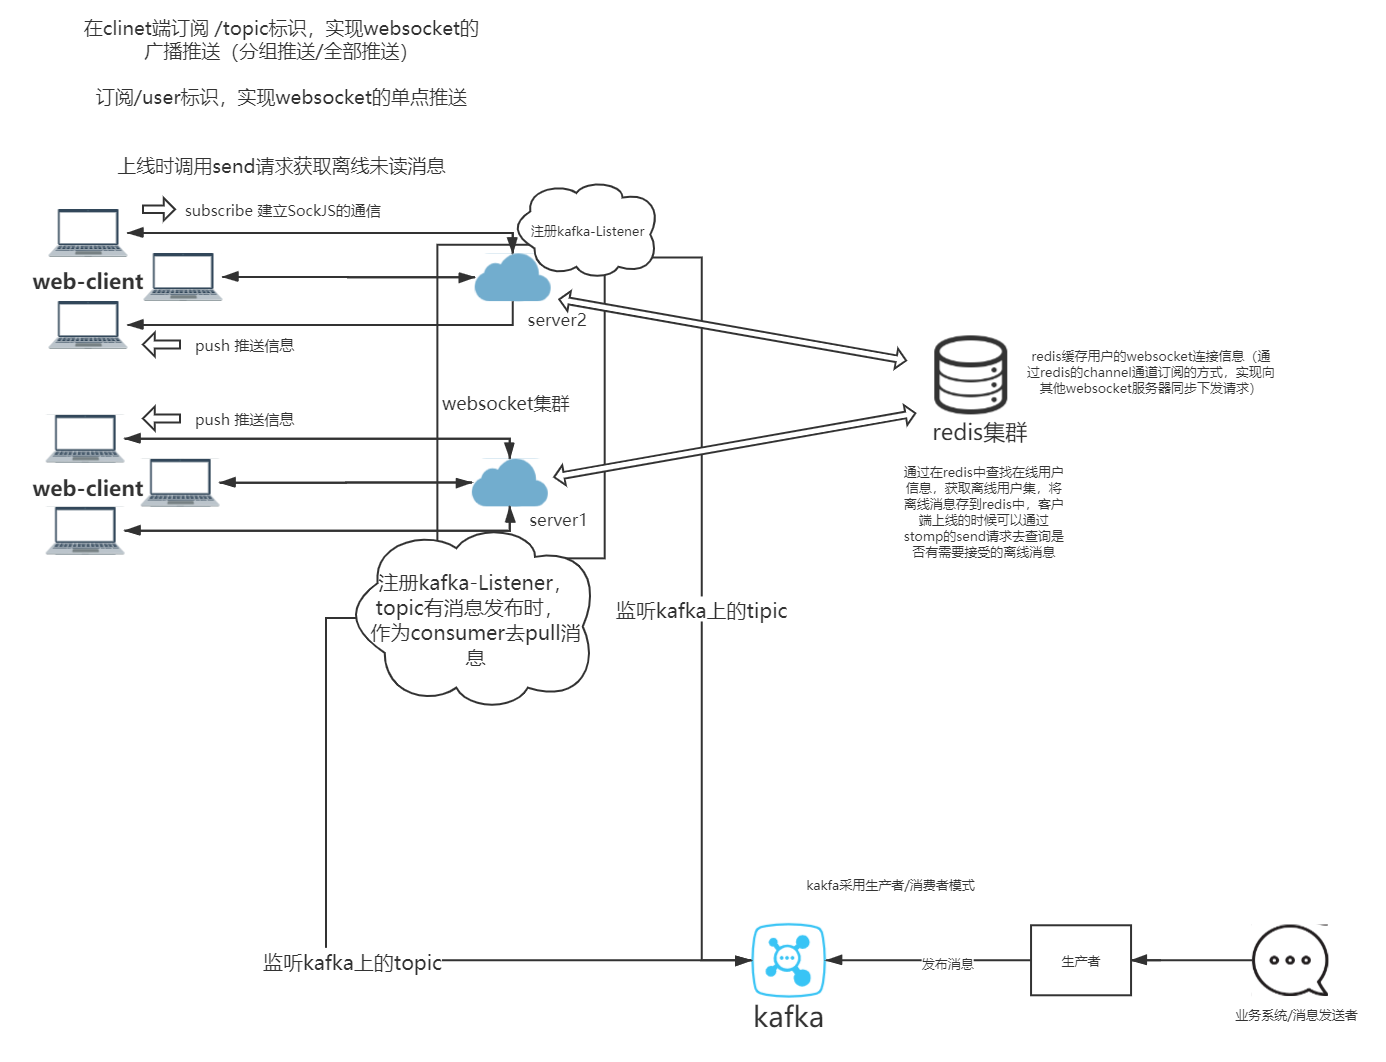 在clinet端订阅 /topic标识，实现websocket的
广播推送（分组推送/全部推送）
订阅/user标识，实现websocket的单点推送
上线时调用send请求获取离线未读消息
subscribe 建立SockJS的通信
注册kafka-Listener
web-client
server2
push 推送信息
redis缓存用户的websocket连接信息（通
过redis的channel通道订阅的方式，实现向
其他websocket服务器同步下发请求）
websocket集群
push 推送信息
redis集群
web-client
通过在redis中查找在线用户
信息，获取离线用户集，将
离线消息存到redis中，客户
端上线的时候可以通过
stomp的send请求去查询是
否有需要接受的离线消息
server1
注册kafka-Listener，
topic有消息发布时，
作为consumer去pull消
息
监听kafka上的tipic
kakfa采用生产者/消费者模式
监听kafka上的topic
发布消息
生产者
kafka
业务系统/消息发送者